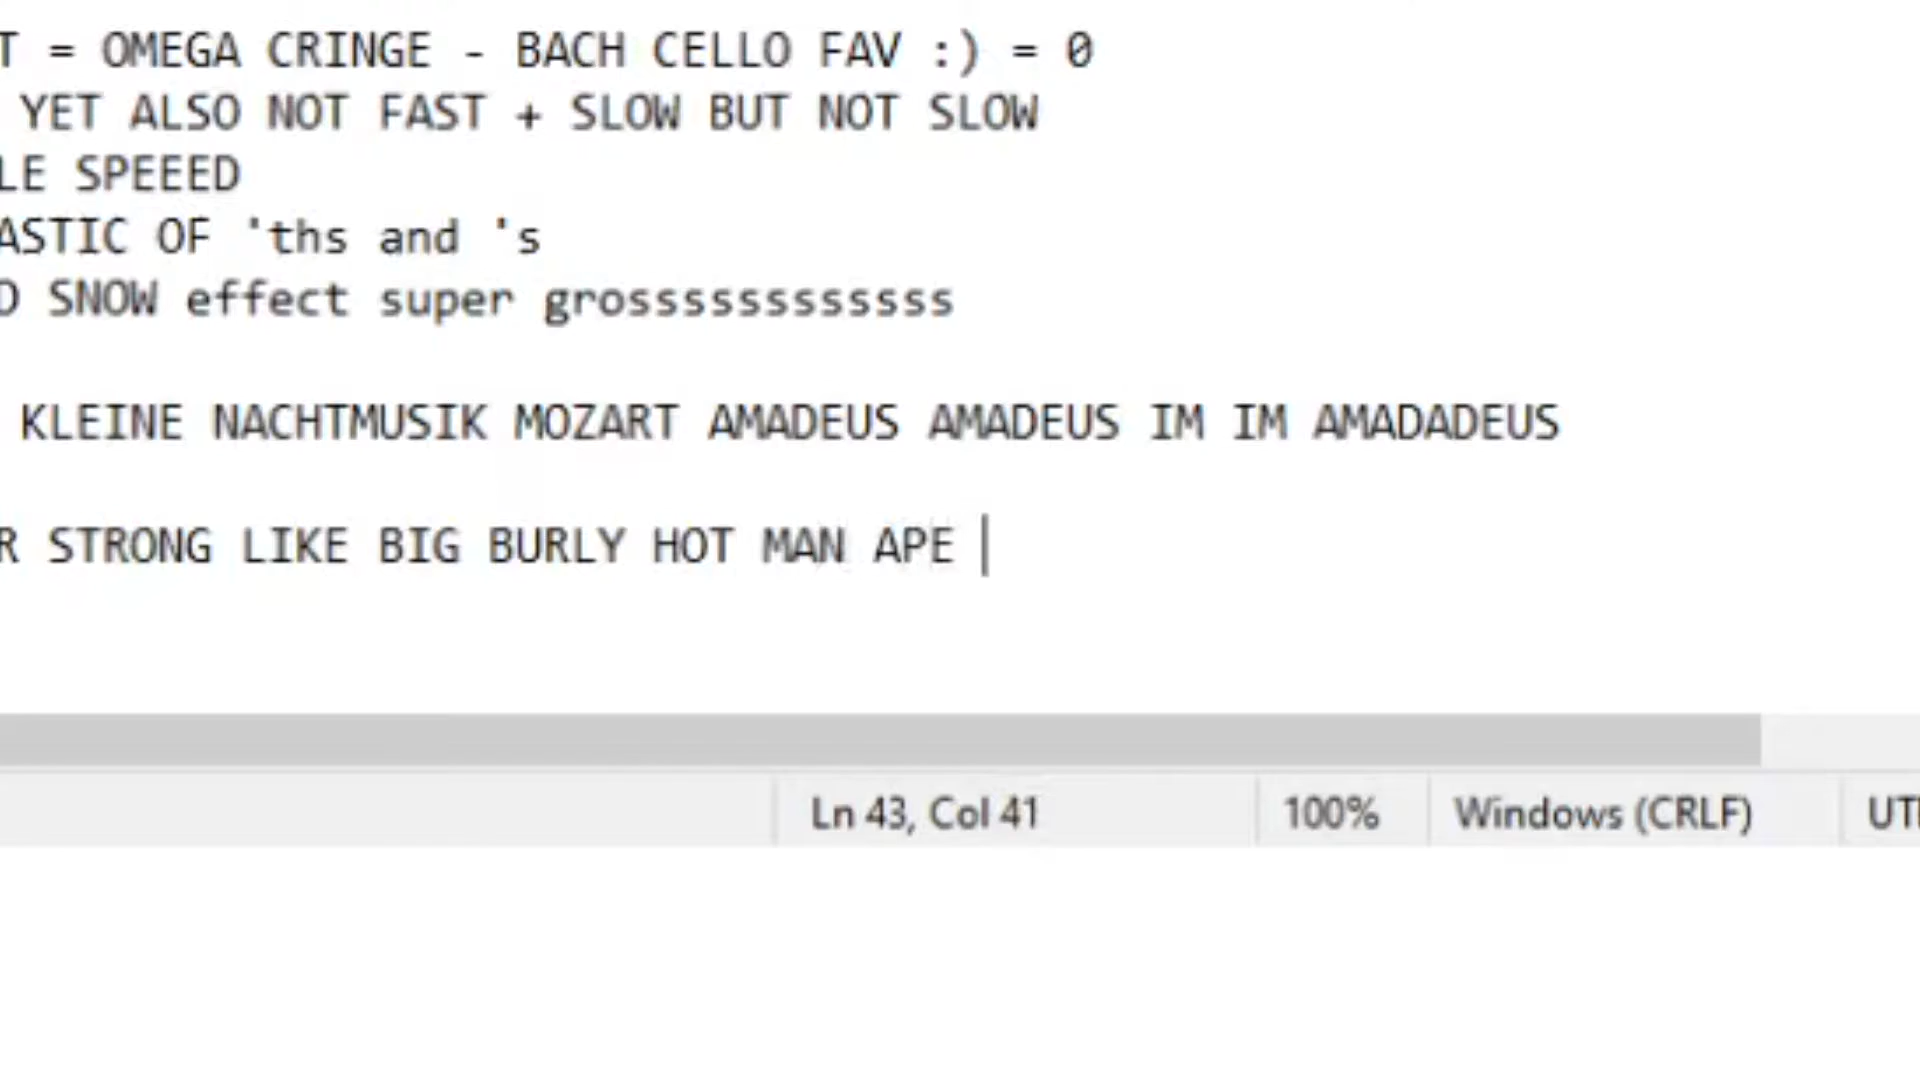 T = OMEGA CRINGE - BACH CELLO FAV :) = 0
YET ALSO NOT FAST + SLOW BUT NOT SLOW
LE SPEEED
ASTIC OF 'ths and 's
D SNOW effect super grosssssssssssss
KLEINE NACHTMUSIK MOZART AMADEUS AMADEUS IM IM AMADADEUS
R STRONG LIKE BIG BURLY HOT MAN APE
Ln 43, Col 41 100% Windows (CRLF) UT